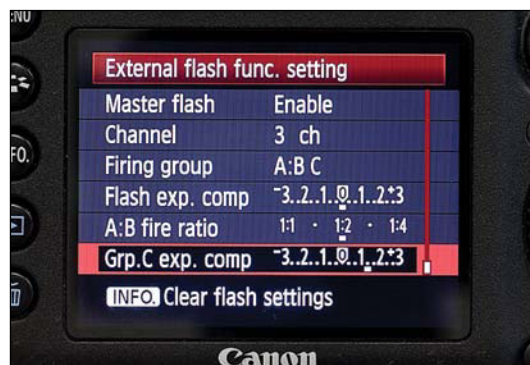 ENU
External flash func. setting
Master flash Enable
Channel 3 ch
Firing group A:B C
Flash exp. comp -3..2..1..0..1..2.+3
FO.
A:B fire ratio 1:1 · 1:2 · 1:4
Grp.C exp. comp -3..2..1..0..1..2.+3
INFO. Clear flash settings
Canon